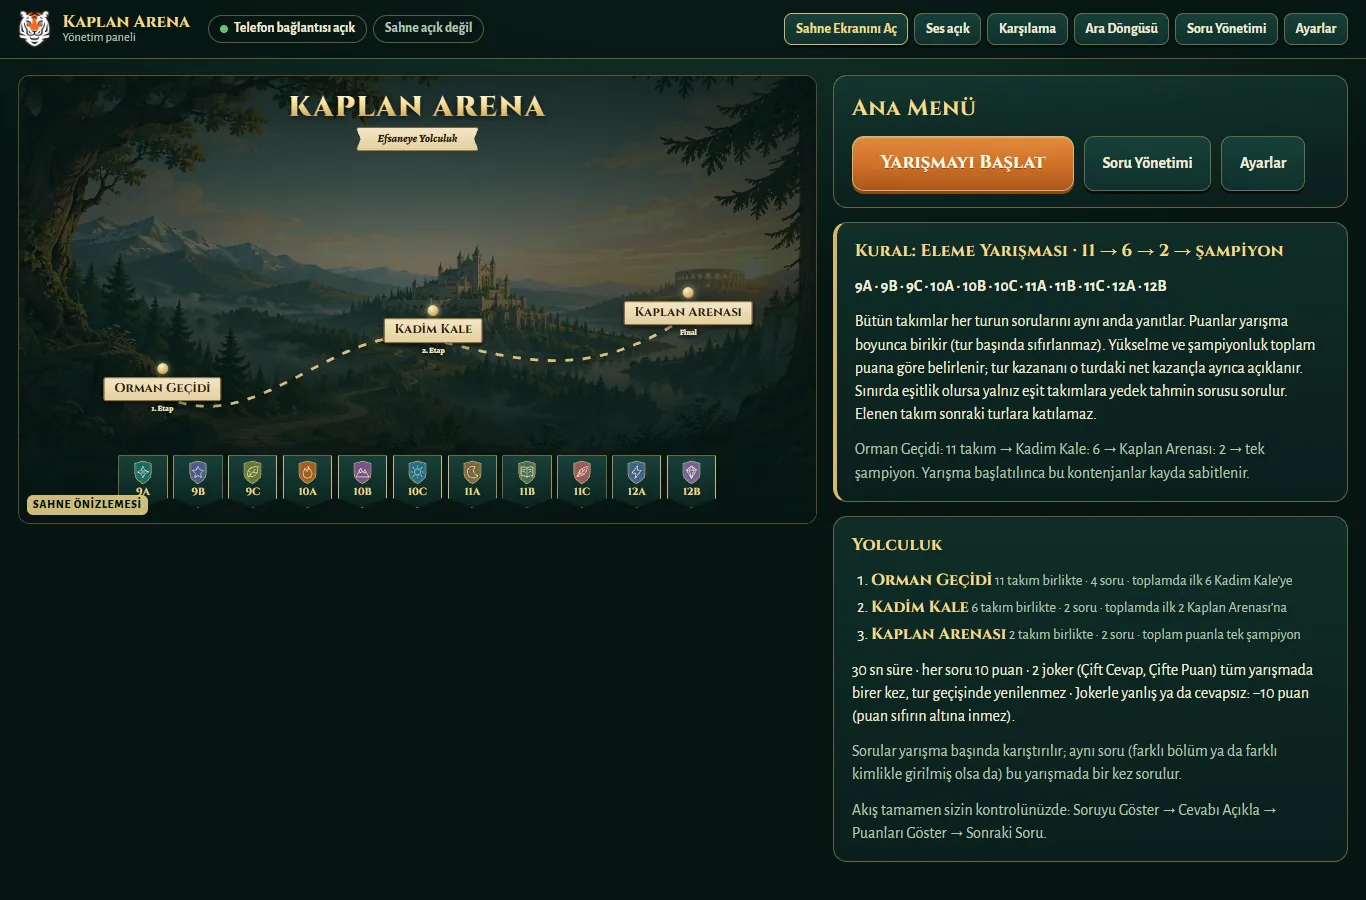 KAPLAN ARENA
Yönetim paneli
Telefon bağlantısı açık
Sahne açık değil
Sahne Ekranını Aç
Ses açık
Karşılama
Ara Döngüsü
Soru Yönetimi
Ayarlar
KAPLAN ARENA
Efsaneye Yolculuk
KAPLAN ARENASI
Final
KADİM KALE
2. Etap
ORMAN GEÇİDİ
1. Etap
9A
9B
9C
10A
10B
10C
11A
11B
11C
12A
12B
SAHNE ÖNİZLEMESİ
ANA MENÜ
YARIŞMAYI BAŞLAT
Soru Yönetimi
Ayarlar
KURAL: ELEME YARIŞMASI · 11 → 6 → 2 → ŞAMPİYON
9A · 9B · 9C · 10A · 10B · 10C · 11A · 11B · 11C · 12A · 12B
Bütün takımlar her turun sorularını aynı anda yanıtlar. Puanlar yarışma
boyunca birikir (tur başında sıfırlanmaz). Yükselme ve şampiyonluk toplam
puana göre belirlenir; tur kazananı o turdaki net kazançla ayrıca açıklanır.
Sınırda eşitlik olursa yalnız eşit takımlara yedek tahmin sorusu sorulur.
Elenen takım sonraki turlara katılamaz.
Orman Geçidi: 11 takım → Kadim Kale: 6 → Kaplan Arenası: 2 → tek
şampiyon. Yarışma başlatılınca bu kontenjanlar kayda sabitlenir.
YOLCULUK
1. ORMAN GEÇİDİ 11 takım birlikte · 4 soru · toplamda ilk 6 Kadim Kale'ye
2. KADİM KALE 6 takım birlikte · 2 soru · toplamda ilk 2 Kaplan Arenası'na
3. KAPLAN ARENASI 2 takım birlikte · 2 soru · toplam puanla tek şampiyon
30 sn süre · her soru 10 puan · 2 joker (Çift Cevap, Çifte Puan) tüm yarışmada
birer kez, tur geçişinde yenilenmez · Jokerle yanlış ya da cevapsız: −10 puan
(puan sıfırın altına inmez).
Sorular yarışma başında karıştırılır; aynı soru (farklı bölüm ya da farklı
kimlikle girilmiş olsa da) bu yarışmada bir kez sorulur.
Akış tamamen sizin kontrolünüzde: Soruyu Göster → Cevabı Açıkla →
Puanları Göster → Sonraki Soru.